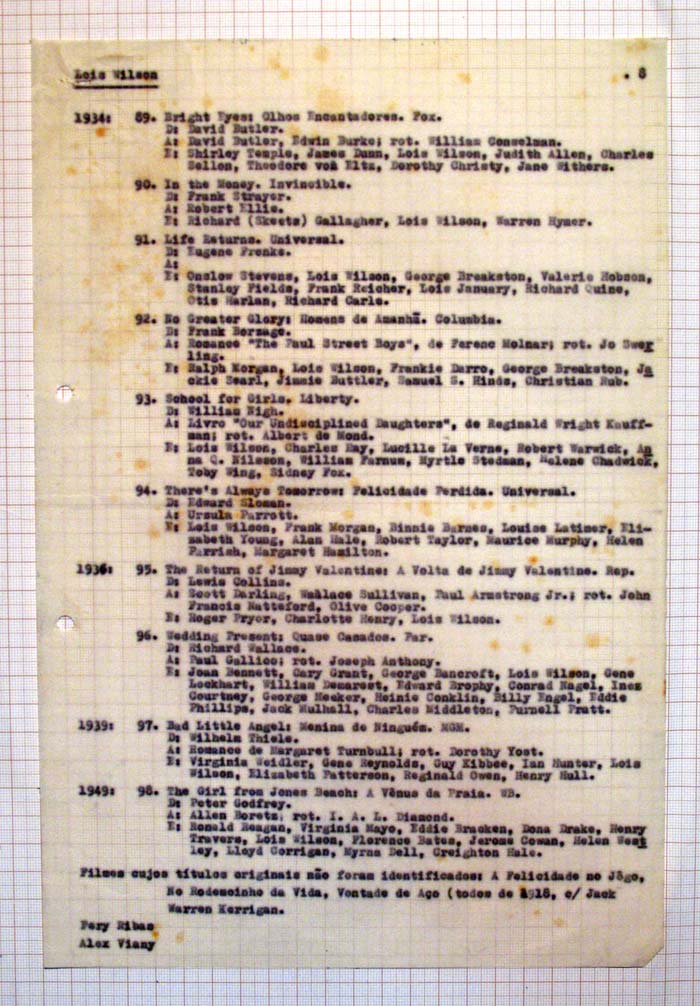 Lois Wilson . 8
1934: 89. Bright Eyes: Olhos Encantadores. Fox.
D: David Butler.
A: David Butler, Edwin Burke; rot. William Conselman.
E: Shirley Temple, James Dunn, Lois Wilson, Judith Allen, Charles
Sellon, Theodore von Eltz, Dorothy Christy, Jane Withers.
90. In the Money. Invincible.
D: Frank Strayer.
A: Robert Ellis.
E: Richard (Skeets) Gallagher, Lois Wilson, Warren Hymer.
91. Life Returns. Universal.
D: Eugene Frenke.
A:
E: Onslow Stevens, Lois Wilson, George Breakston, Valerie Hobson,
Stanley Fields, Frank Reicher, Lois January, Richard Quine,
Otis Harlan, Richard Carle.
92. No Greater Glory: Homens de Amanhã. Columbia.
D: Frank Borzage.
A: Romance "The Paul Street Boys", de Ferenc Molnar; rot. Jo Swer
ling.
E: Ralph Morgan, Lois Wilson, Frankie Darro, George Breakston, Ja
ckie Searl, Jimmie Buttler, Samuel S. Hinds, Christian Rub.
93. School for Girls. Liberty.
D: William Nigh.
A: Livro "Our Undisciplined Daughters", de Reginald Wright Kauff-
man; rot. Albert de Mond.
E: Lois Wilson, Charles Ray, Lucille La Verne, Robert Warwick, An
na Q. Nilsson, William Farnum, Myrtle Stedman, Helene Chadwick,
Toby Wing, Sidney Fox.
94. There's Always Tomorrow: Felicidade Perdida. Universal.
D: Edward Sloman.
A: Ursula Parrott.
E: Lois Wilson, Frank Morgan, Binnie Barnes, Louise Latimer, Eli-
zabeth Young, Alan Hale, Robert Taylor, Maurice Murphy, Helen
Parrish, Margaret Hamilton.
1936: 95. The Return of Jimmy Valentine: A Volta de Jimmy Valentine. Rep.
D: Lewis Collins.
A: Scott Darling, Wallace Sullivan, Paul Armstrong Jr.; rot. John
Francis Natteford, Olive Cooper.
E: Roger Pryor, Charlotte Henry, Lois Wilson.
96. Wedding Present: Quase Casados. Par.
D: Richard Wallace.
A: Paul Gallico; rot. Joseph Anthony.
E: Joan Bennett, Cary Grant, George Bancroft, Lois Wilson, Gene
Lockhart, William Demarest, Edward Brophy, Conrad Nagel, Inez
Courtney, George Meeker, Heinie Conklin, Billy Engel, Eddie
Phillips, Jack Mulhall, Charles Middleton, Purnell Pratt.
1939: 97. Bad Little Angel: Menina de Ninguém. MGM.
D: Wilhelm Thiele.
A: Romance de Margaret Turnbull; rot. Dorothy Yost.
E: Virginia Weidler, Gene Reynolds, Guy Kibbee, Ian Hunter, Lois
Wilson, Elizabeth Patterson, Reginald Owen, Henry Hull.
1949: 98. The Girl from Jones Beach: A Vênus da Praia. WB.
D: Peter Godfrey.
A: Allen Boretz; rot. I. A. L. Diamond.
E: Ronald Reagan, Virginia Mayo, Eddie Bracken, Dona Drake, Henry
Travers, Lois Wilson, Florence Bates, Jerome Cowan, Helen West
ley, Lloyd Corrigan, Myrna Dell, Creighton Hale.
Filmes cujos títulos originais não foram identificados: A Felicidade no Jôgo,
No Rodemoinho da Vida, Vontade de Aço (todos de 1918, c/ Jack
Warren Kerrigan.
Pery Ribas
Alex Viany